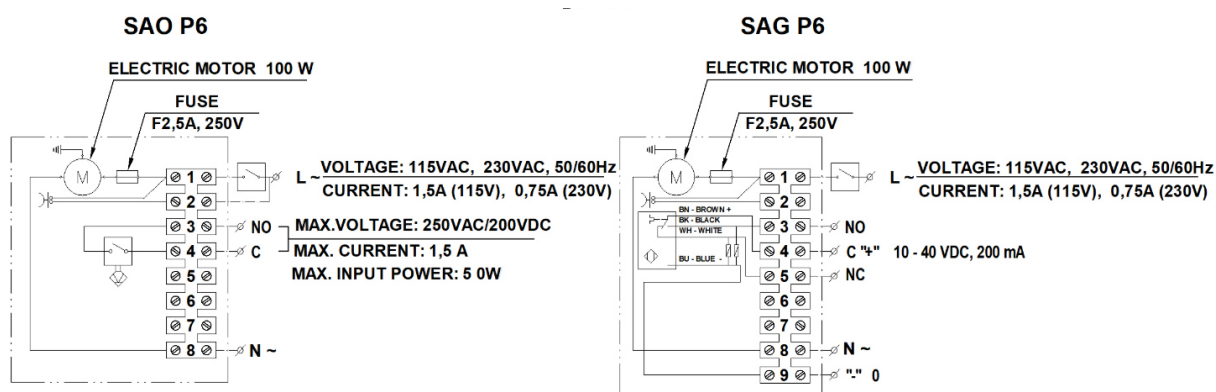 SAO P6
ELECTRIC MOTOR 100 W
FUSE
F2,5A, 250V
M
1
2
3
4
5
6
7
8
L ~
VOLTAGE: 115VAC, 230VAC, 50/60Hz
CURRENT: 1,5A (115V), 0,75A (230V)
NO
C
MAX.VOLTAGE: 250VAC/200VDC
MAX. CURRENT: 1,5 A
MAX. INPUT POWER: 5 0W
N ~
SAG P6
ELECTRIC MOTOR 100 W
FUSE
F2,5A, 250V
M
BN - BROWN +
BK - BLACK
WH - WHITE
BU - BLUE -
1
2
3
4
5
6
7
8
9
L ~
VOLTAGE: 115VAC, 230VAC, 50/60Hz
CURRENT: 1,5A (115V), 0,75A (230V)
NO
C "+" 10 - 40 VDC, 200 mA
NC
N ~
"-" 0